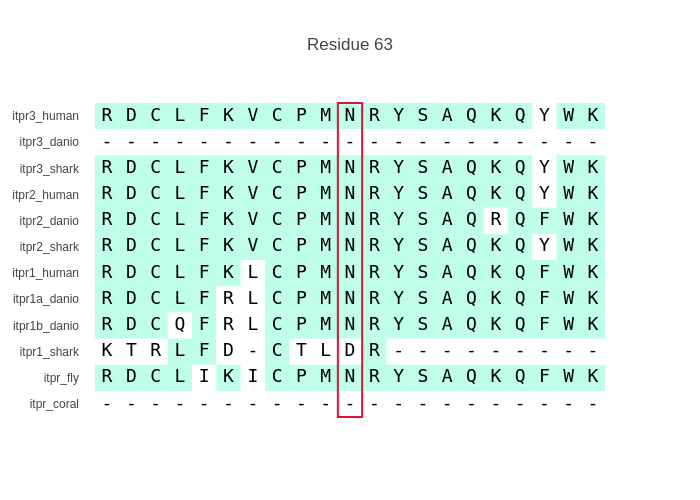 Residue 63
itpr3_human R D C L F K V C P M N R Y S A Q K Q Y W K
itpr3_danio - - - - - - - - - - - - - - - - - - - - -
itpr3_shark R D C L F K V C P M N R Y S A Q K Q Y W K
itpr2_human R D C L F K V C P M N R Y S A Q K Q Y W K
itpr2_danio R D C L F K V C P M N R Y S A Q R Q F W K
itpr2_shark R D C L F K V C P M N R Y S A Q K Q Y W K
itpr1_human R D C L F K L C P M N R Y S A Q K Q F W K
itpr1a_danio R D C L F R L C P M N R Y S A Q K Q F W K
itpr1b_danio R D C Q F R L C P M N R Y S A Q K Q F W K
itpr1_shark K T R L F D - C T L D R - - - - - - - - -
itpr_fly R D C L I K I C P M N R Y S A Q K Q F W K
itpr_coral - - - - - - - - - - - - - - - - - - - - -